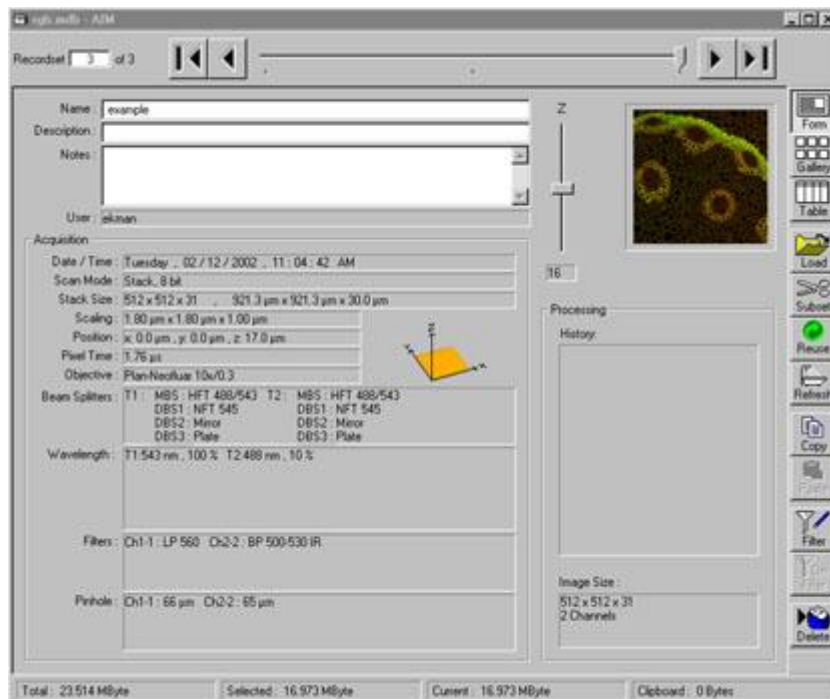 rgb.mdb - AIM
Recordset 3 of 3
Name : example
Description :
Notes :
User : ekman
Z
16
Acquisition
Date / Time : Tuesday , 02 / 12 / 2002 , 11 : 04 : 42 AM
Scan Mode : Stack, 8 bit
Stack Size : 512 x 512 x 31 , 921.3 µm x 921.3 µm x 30.0 µm
Scaling : 1.80 µm x 1.80 µm x 1.00 µm
Position : x: 0.0 µm , y: 0.0 µm , z: 17.0 µm
Pixel Time : 1.76 µs
Objective : Plan-Neofluar 10x/0.3
Beam Splitters : T1 : MBS : HFT 488/543 T2 : MBS : HFT 488/543
DBS1 : NFT 545 DBS1 : NFT 545
DBS2 : Mirror DBS2 : Mirror
DBS3 : Plate DBS3 : Plate
Wavelength : T1:543 nm , 100 % T2:488 nm , 10 %
Filters : Ch1-1 : LP 560 Ch2-2 : BP 500-530 IR
Pinhole : Ch1-1 : 66 µm Ch2-2 : 65 µm
Processing
History:
Image Size :
512 x 512 x 31
2 Channels
Form
Gallery
Table
Load
Subset
Reuse
Refresh
Copy
Paste
Filter
Delete
Total : 23.514 MByte
Selected : 16.973 MByte
Current : 16.973 MByte
Clipboard : 0 Bytes